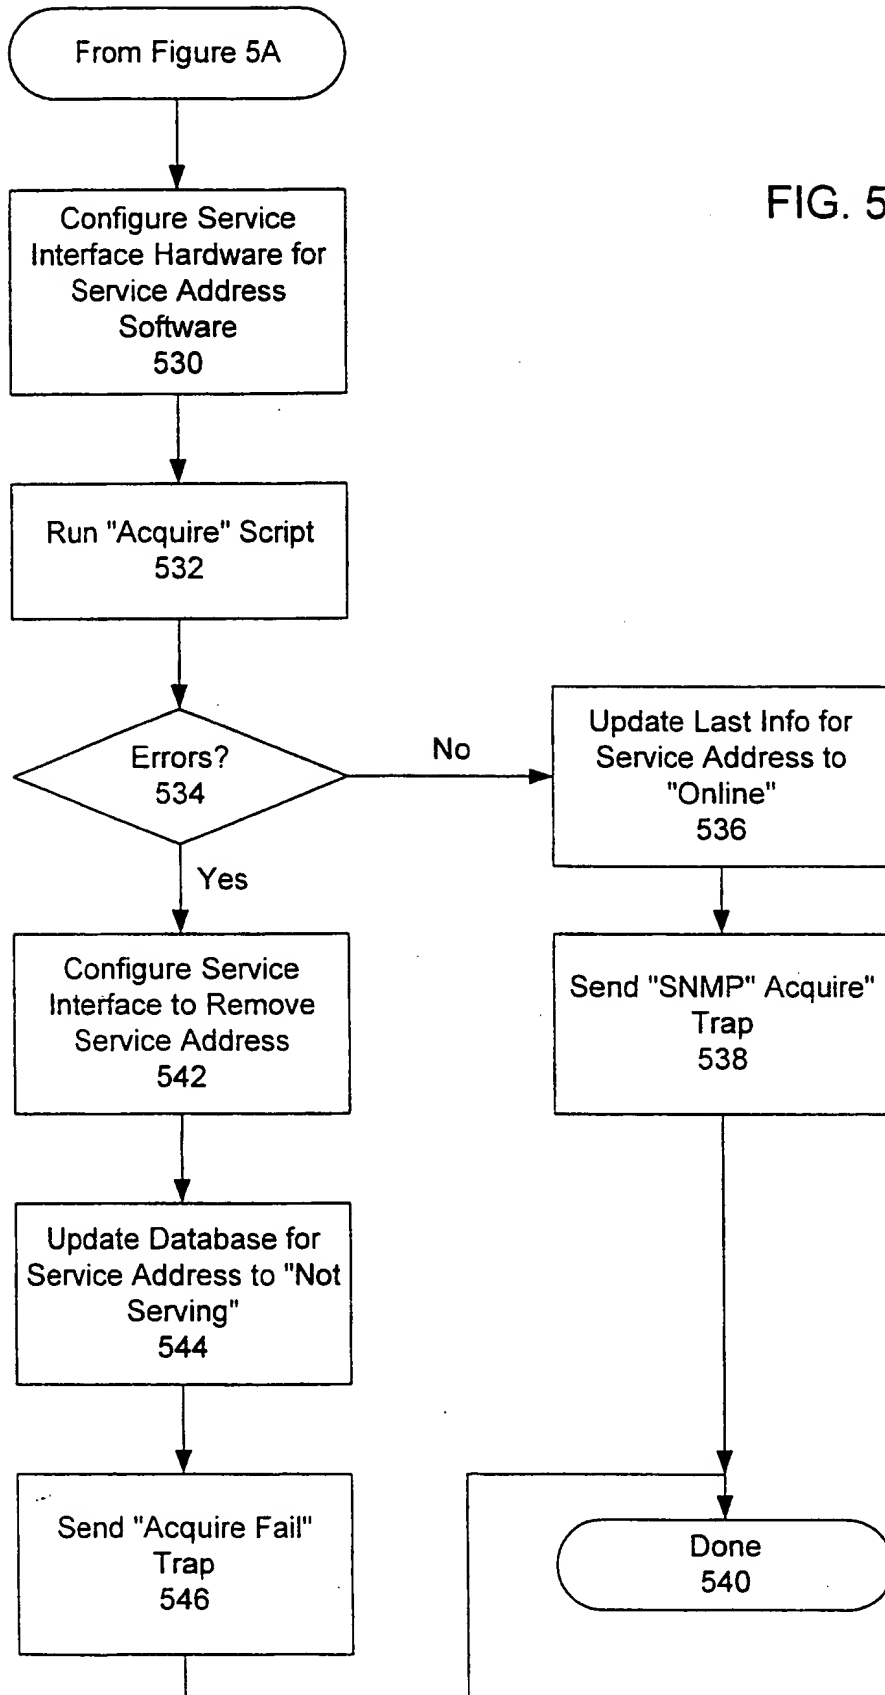 From Figure 5A
FIG. 5
Configure Service
Interface Hardware for
Service Address
Software
530
Run "Acquire" Script
532
Errors?
534
No
Yes
Update Last Info for
Service Address to
"Online"
536
Send "SNMP" Acquire"
Trap
538
Configure Service
Interface to Remove
Service Address
542
Update Database for
Service Address to "Not
Serving"
544
Send "Acquire Fail"
Trap
546
Done
540